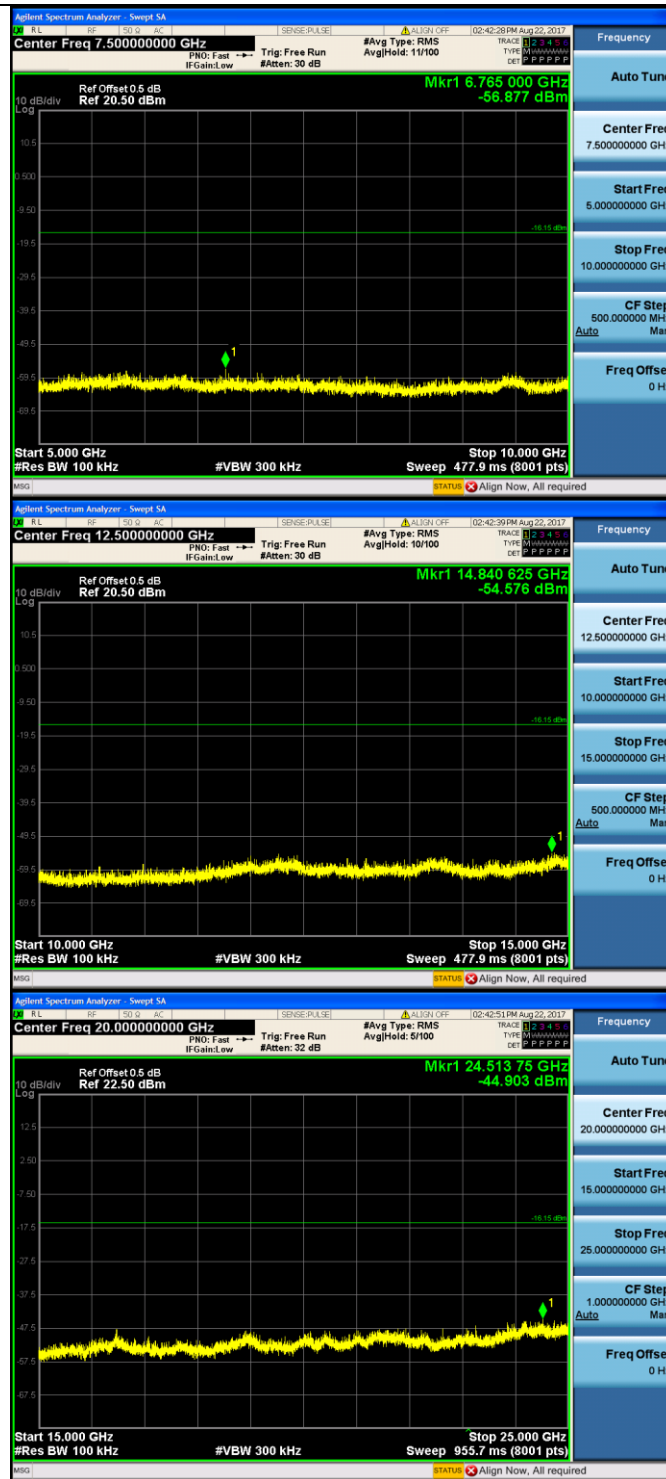 Agilent Spectrum Analyzer - Swept SA
RL RF 50 Ω AC SENSE:PULSE ALIGN OFF 02:42:28 PM Aug 22, 2017
Center Freq 7.500000000 GHz #Avg Type: RMS TRACE 1 2 3 4 5 6
PNO: Fast Trig: Free Run Avg|Hold: 11/100 TYPE M
IFGain:Low #Atten: 30 dB DET P P P P P P
Frequency
Auto Tune
Mkr1 6.765 000 GHz
Ref Offset 0.5 dB
10 dB/div Ref 20.50 dBm -56.877 dBm
Log
10.5
0.500
-9.50
-16.15 dBm
-19.5
-29.5
-39.5
-49.5
1
-59.5
-69.5
Center Freq
7.500000000 GH
Start Freq
5.000000000 GH
Stop Freq
10.000000000 GH
CF Step
500.000000 MH
Auto Ma
Freq Offse
0 H
Start 5.000 GHz Stop 10.000 GHz
#Res BW 100 kHz #VBW 300 kHz Sweep 477.9 ms (8001 pts)
MSG STATUS Align Now, All required
Agilent Spectrum Analyzer - Swept SA
RL RF 50 Ω AC SENSE:PULSE ALIGN OFF 02:42:39 PM Aug 22, 2017
Center Freq 12.500000000 GHz #Avg Type: RMS TRACE 1 2 3 4 5 6
PNO: Fast Trig: Free Run Avg|Hold: 10/100 TYPE M
IFGain:Low #Atten: 30 dB DET P P P P P P
Frequency
Auto Tune
Mkr1 14.840 625 GHz
Ref Offset 0.5 dB
10 dB/div Ref 20.50 dBm -54.576 dBm
Log
10.5
0.500
-9.50
-16.15 dBm
-19.5
-29.5
-39.5
-49.5
1
-59.5
-69.5
Center Freq
12.500000000 GH
Start Freq
10.000000000 GH
Stop Freq
15.000000000 GH
CF Step
500.000000 MH
Auto Ma
Freq Offse
0 H
Start 10.000 GHz Stop 15.000 GHz
#Res BW 100 kHz #VBW 300 kHz Sweep 477.9 ms (8001 pts)
MSG STATUS Align Now, All required
Agilent Spectrum Analyzer - Swept SA
RL RF 50 Ω AC SENSE:PULSE ALIGN OFF 02:42:51 PM Aug 22, 2017
Center Freq 20.000000000 GHz #Avg Type: RMS TRACE 1 2 3 4 5 6
PNO: Fast Trig: Free Run Avg|Hold: 5/100 TYPE M
IFGain:Low #Atten: 32 dB DET P P P P P P
Frequency
Auto Tune
Mkr1 24.513 75 GHz
Ref Offset 0.5 dB
10 dB/div Ref 22.50 dBm -44.903 dBm
Log
12.5
2.50
-7.50
-16.15 dBm
-17.5
-27.5
-37.5
1
-47.5
-57.5
-67.5
Center Freq
20.000000000 GH
Start Freq
15.000000000 GH
Stop Freq
25.000000000 GH
CF Step
1.000000000 GH
Auto Ma
Freq Offse
0 H
Start 15.000 GHz Stop 25.000 GHz
#Res BW 100 kHz #VBW 300 kHz Sweep 955.7 ms (8001 pts)
MSG STATUS Align Now, All required